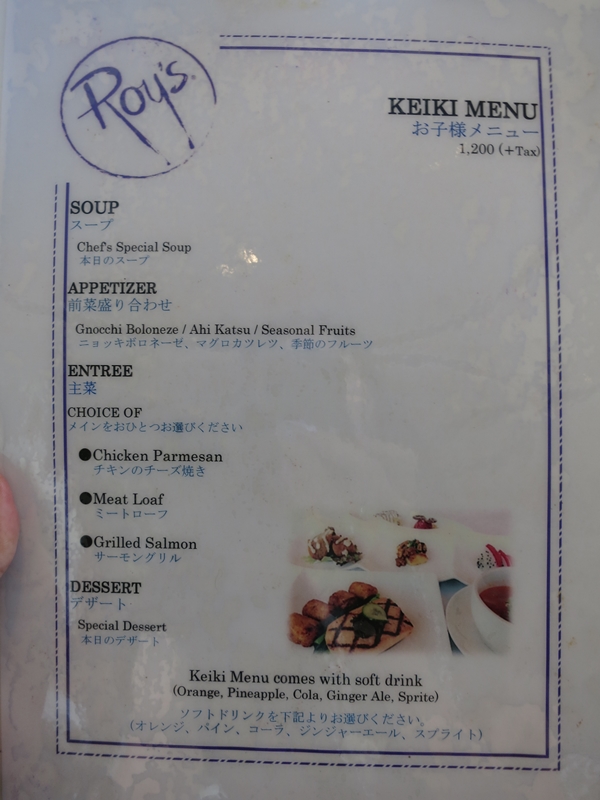 Roy's
KEIKI MENU
お子様メニュー
1,200 (+Tax)
SOUP
スープ
Chef's Special Soup
本日のスープ
APPETIZER
前菜盛り合わせ
Gnocchi Boloneze / Ahi Katsu / Seasonal Fruits
ニョッキボロネーゼ、マグロカツレツ、季節のフルーツ
ENTREE
主菜
CHOICE OF
メインをおひとつお選びください
●Chicken Parmesan
チキンのチーズ焼き
●Meat Loaf
ミートローフ
●Grilled Salmon
サーモングリル
DESSERT
デザート
Special Dessert
本日のデザート
Keiki Menu comes with soft drink
(Orange, Pineapple, Cola, Ginger Ale, Sprite)
ソフトドリンクを下記よりお選びください。
(オレンジ、パイン、コーラ、ジンジャーエール、スプライト)